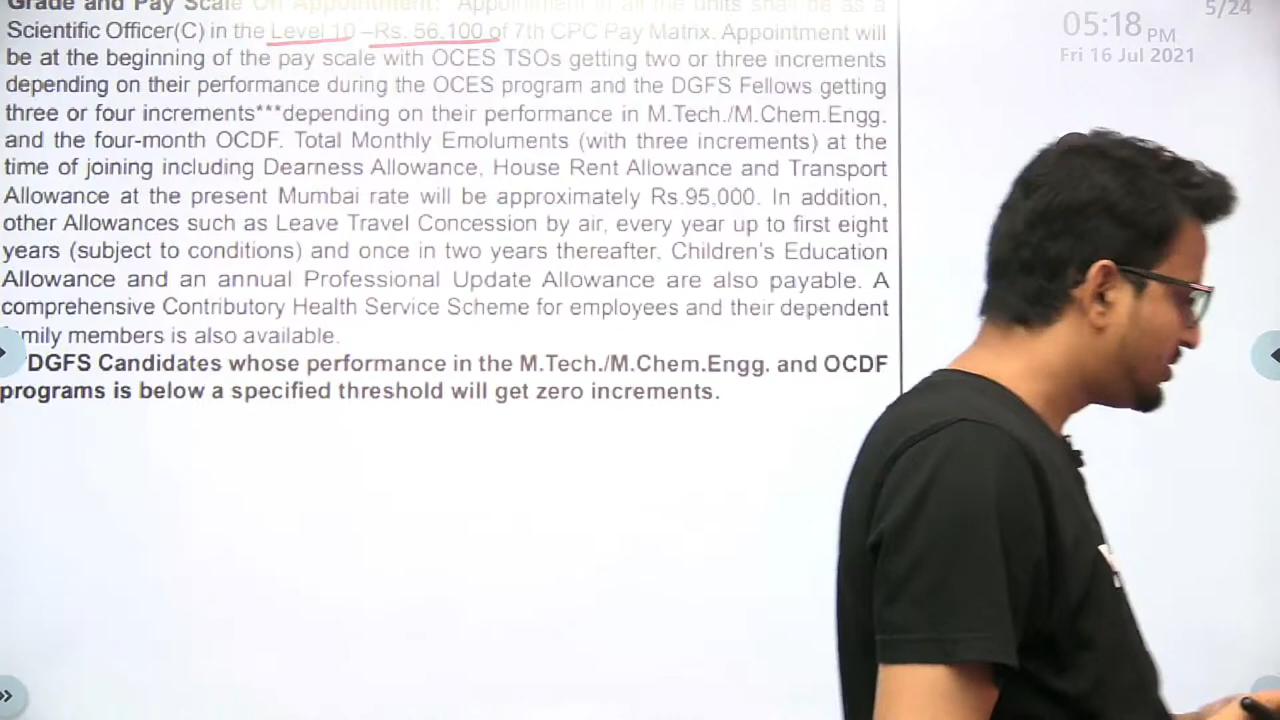 Grade and Pay Scale On Appointment: Appointment in all the units shall be as a
Scientific Officer(C) in the Level 10 –Rs. 56,100 of 7th CPC Pay Matrix. Appointment will
be at the beginning of the pay scale with OCES TSOs getting two or three increments
depending on their performance during the OCES program and the DGFS Fellows getting
three or four increments***depending on their performance in M.Tech./M.Chem.Engg.
and the four-month OCDF. Total Monthly Emoluments (with three increments) at the
time of joining including Dearness Allowance, House Rent Allowance and Transport
Allowance at the present Mumbai rate will be approximately Rs.95,000. In addition,
other Allowances such as Leave Travel Concession by air, every year up to first eight
years (subject to conditions) and once in two years thereafter, Children's Education
Allowance and an annual Professional Update Allowance are also payable. A
comprehensive Contributory Health Service Scheme for employees and their dependent
mily members is also available.
DGFS Candidates whose performance in the M.Tech./M.Chem.Engg. and OCDF
programs is below a specified threshold will get zero increments.
5/24
05:18 PM
Fri 16 Jul 2021